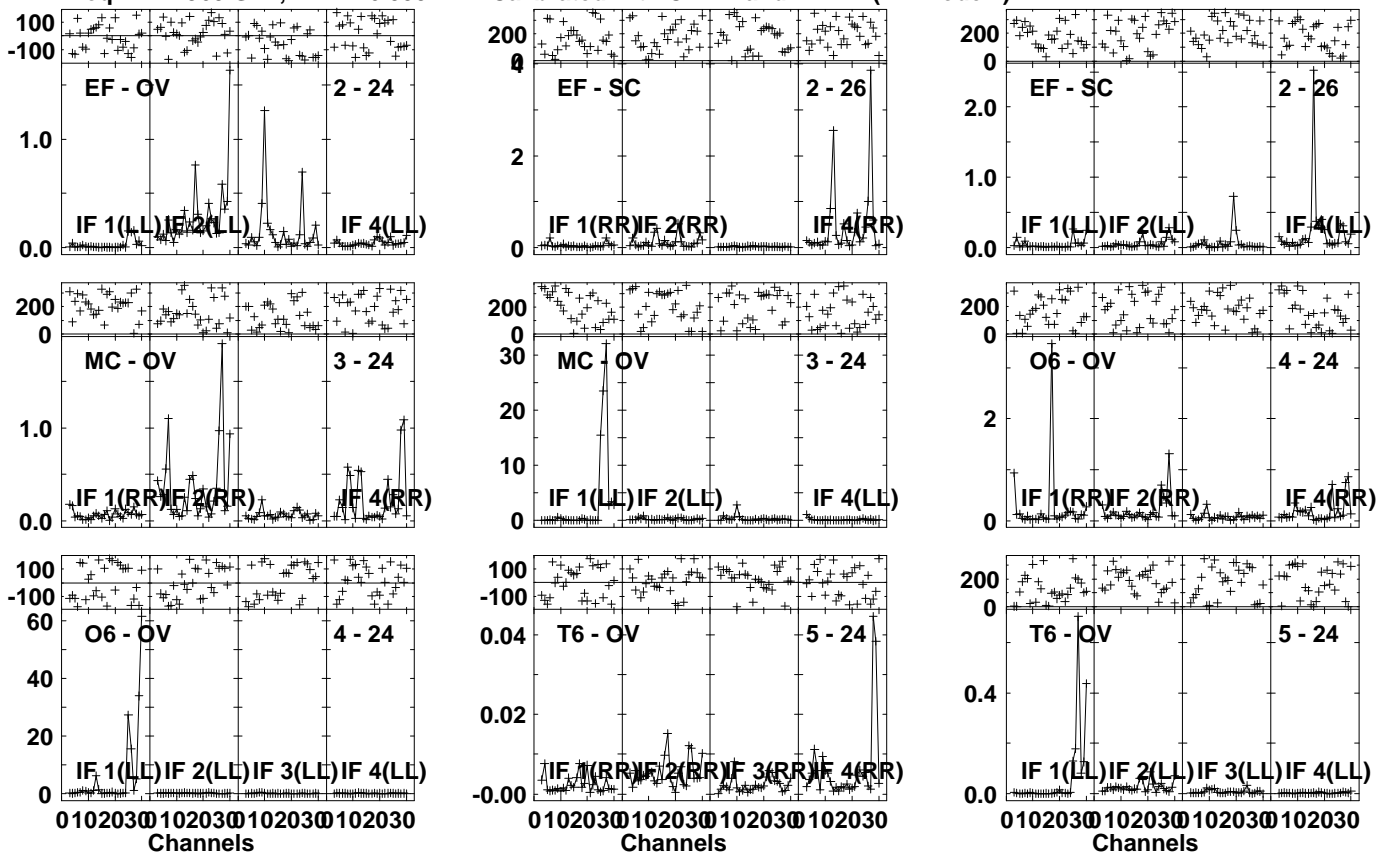 100
-100
200
0
200
0
EF - OV 2 - 24
1.0
0.0
IF 1(LL) IF 2(LL) IF 4(LL)
EF - SC 2 - 26
4
2
0
IF 1(RR) IF 2(RR) IF 4(RR)
EF - SC 2 - 26
2.0
1.0
0.0
IF 1(LL) IF 2(LL) IF 4(LL)
200
0
200
0
200
0
MC - OV 3 - 24
1.0
0.0
IF 1(RR) IF 2(RR) IF 4(RR)
MC - OV 3 - 24
30
20
10
0
IF 1(LL) IF 2(LL) IF 4(LL)
O6 - OV 4 - 24
2
0
IF 1(RR) IF 2(RR) IF 4(RR)
100
-100
100
-100
200
0
O6 - OV 4 - 24
60
40
20
0
IF 1(LL) IF 2(LL) IF 3(LL) IF 4(LL)
T6 - OV 5 - 24
0.04
0.02
-0.00
IF 1(RR) IF 2(RR) IF 3(RR) IF 4(RR)
T6 - OV 5 - 24
0.4
0.0
IF 1(LL) IF 2(LL) IF 3(LL) IF 4(LL)
0102030 0102030 0102030 0102030
Channels
0102030 0102030 0102030 0102030
Channels
0102030 0102030 0102030 0102030
Channels